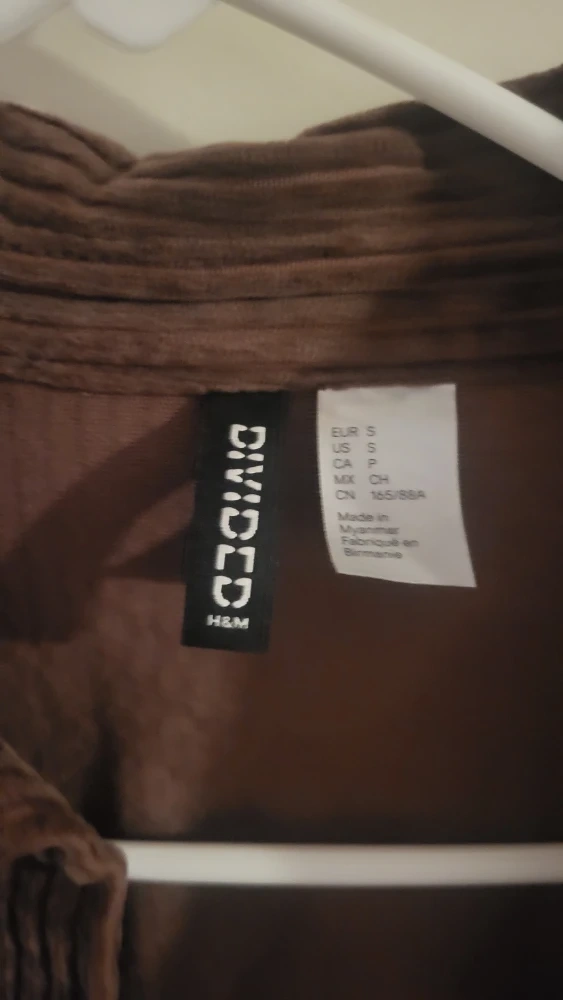 DIVIDED
H&M
EUR S
US S
CA P
MX CH
CN 165/88A
Made in
Myanmar
Fabriqué en
Birmanie